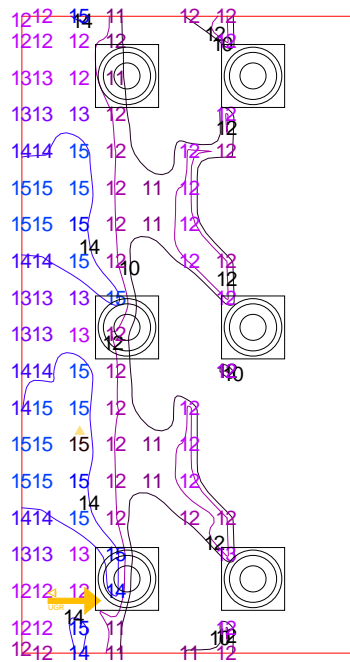 12 12 15 14 11 12 12
12 12 12 12 12 10 12
13 13 12 11
13 13 13 12 12 12
14 14 15 12 12 12
15 15 15 12 11 12
15 15 15 12 11 12
14 14 14 15 12 10 12 12
13 13 13 15 12 12
13 13 13 12 12
14 14 15 12 12 10
14 15 15 12 12
15 15 15 12 11 12
15 15 15 12 11 12
14 14 14 15 12 12 12
13 13 13 15 12 12
12 12 12 14
UGR
14 11 10 12 12
12 12 14 11 11 12